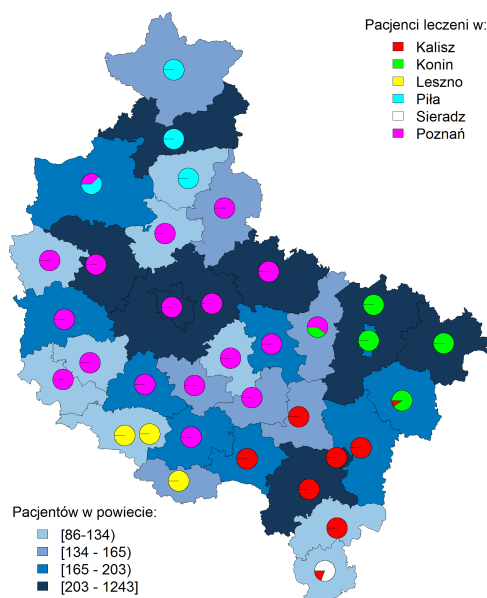 Pacjenci leczeni w:
Kalisz
Konin
Leszno
Piła
Sieradz
Poznań
Pacjentów w powiecie:
[86-134)
[134 - 165)
[165 - 203)
[203 - 1243]